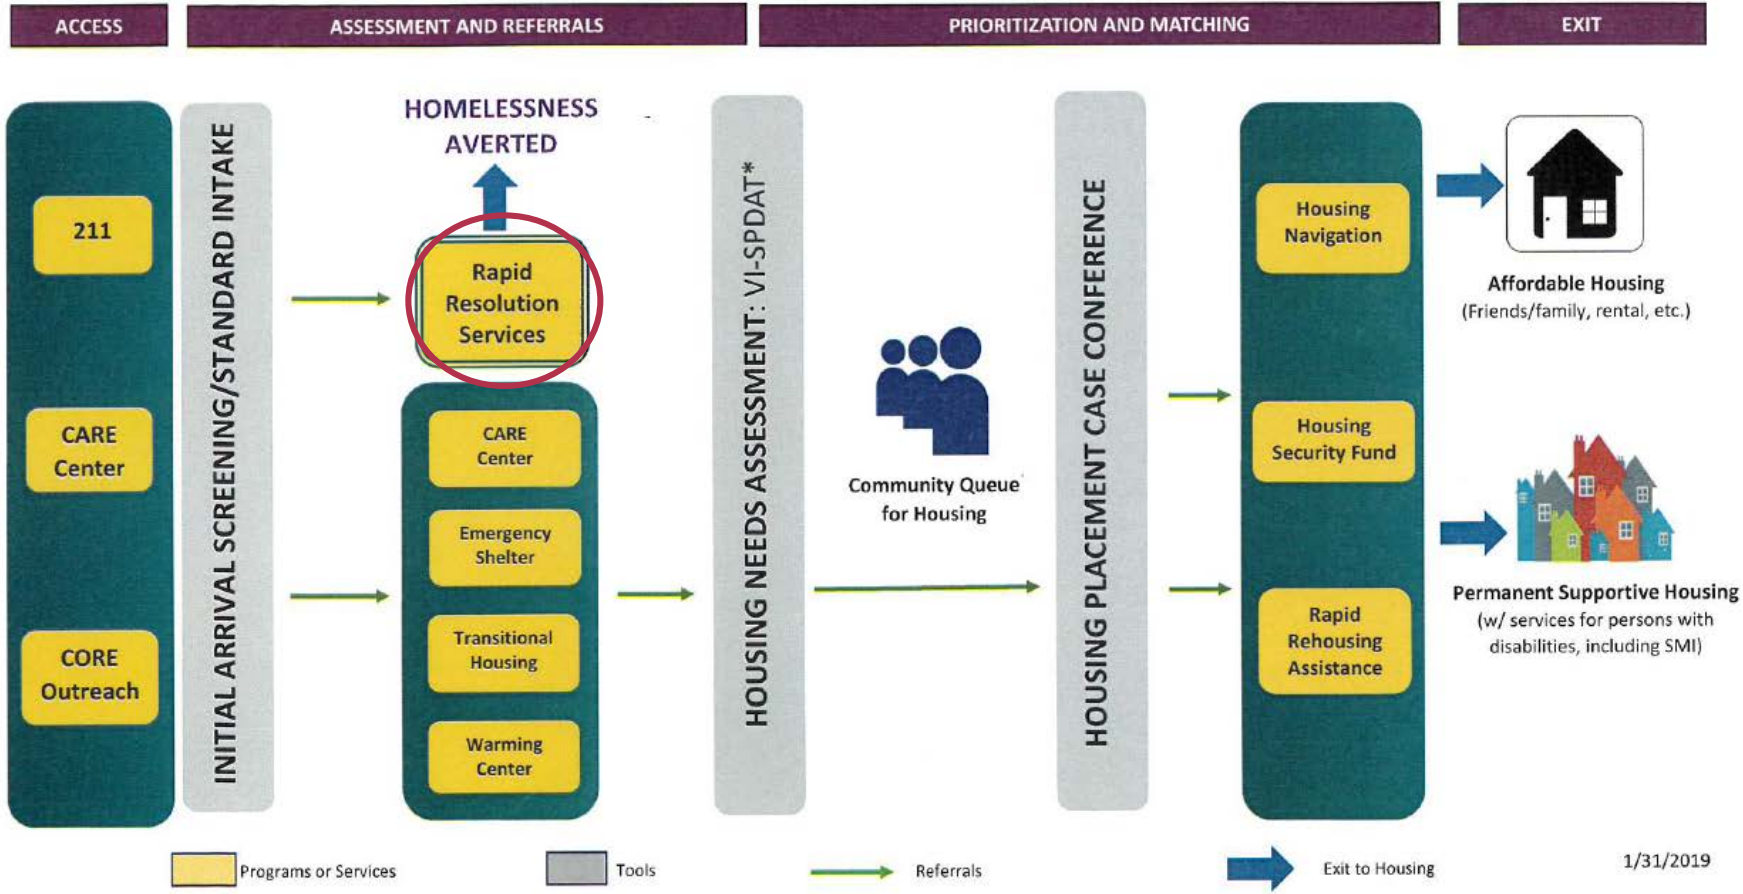 ACCESS
ASSESSMENT AND REFERRALS
PRIORITIZATION AND MATCHING
EXIT
211
CARE
Center
CORE
Outreach
INITIAL ARRIVAL SCREENING/STANDARD INTAKE
HOMELESSNESS
AVERTED
Rapid
Resolution
Services
CARE
Center
Emergency
Shelter
Transitional
Housing
Warming
Center
HOUSING NEEDS ASSESSMENT: VI-SPDAT*
Community Queue
for Housing
HOUSING PLACEMENT CASE CONFERENCE
Housing
Navigation
Housing
Security Fund
Rapid
Rehousing
Assistance
Affordable Housing
(Friends/family, rental, etc.)
Permanent Supportive Housing
(w/ services for persons with
disabilities, including SMI)
Programs or Services
Tools
Referrals
Exit to Housing
1/31/2019